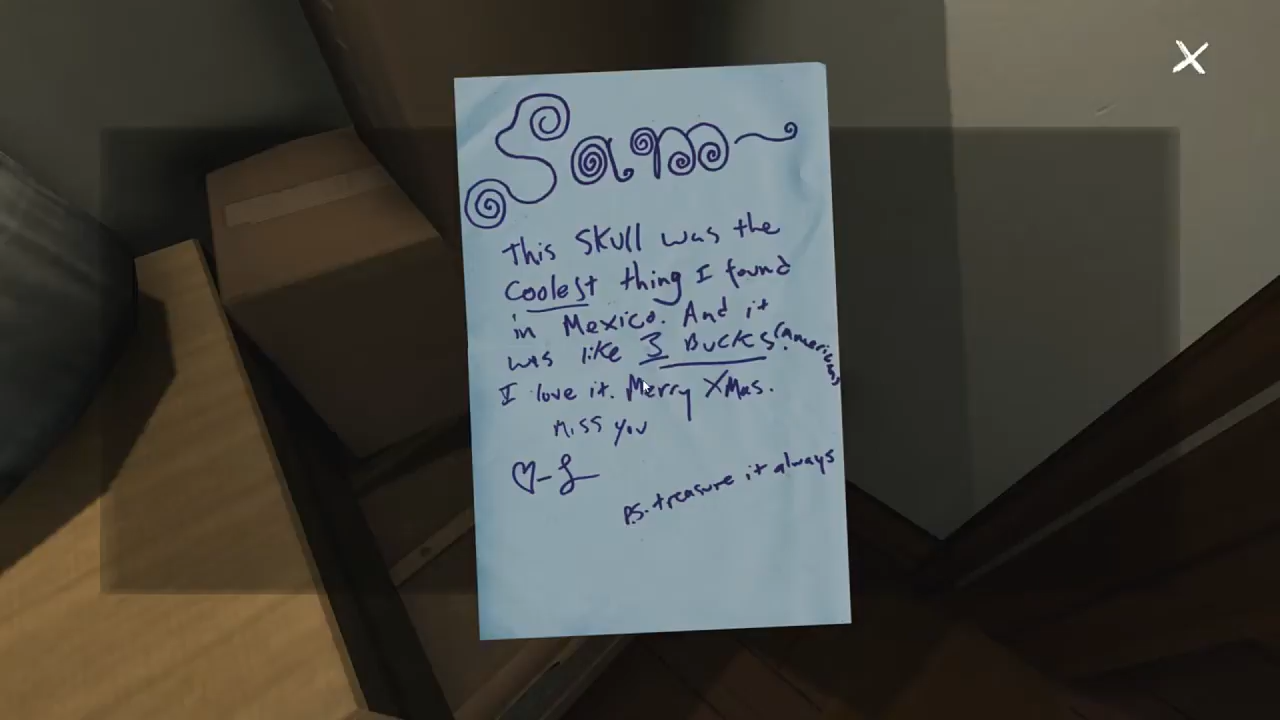 Sam~
This SKUll was the
Coolest thing I found
in Mexico. And it
was like 3 BUCKS. (american)
I love it. Merry XMas.
Miss you
♡-L
P.S. treasure it always